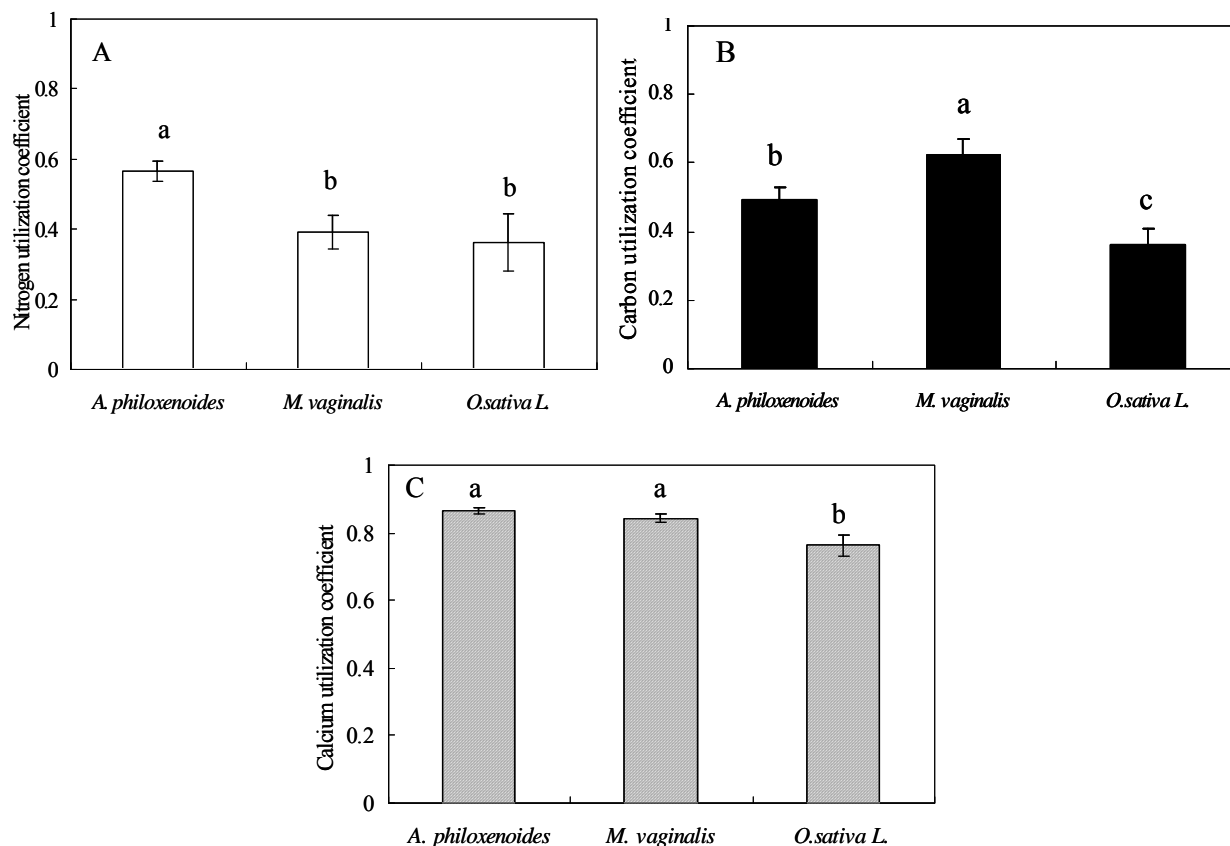 A
Nitrogen utilization coefficient
1
0.8
0.6
0.4
0.2
0
a
b
b
A. philoxenoides
M. vaginalis
O.sativa L.
B
Carbon utilization coefficient
1
0.8
0.6
0.4
0.2
0
b
a
c
A. philoxenoides
M. vaginalis
O.sativa L.
C
Calcium utilization coefficient
1
0.8
0.6
0.4
0.2
0
a
a
b
A. philoxenoides
M. vaginalis
O.sativa L.